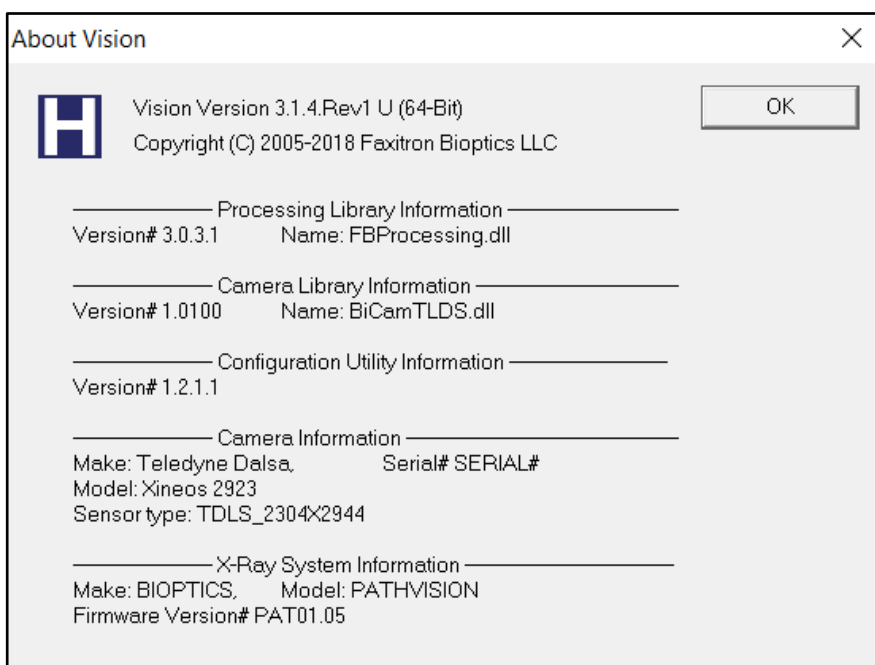 About Vision
H
Vision Version 3.1.4.Rev1 U (64-Bit)
OK
Copyright (C) 2005-2018 Faxitron Bioptics LLC
Processing Library Information
Version# 3.0.3.1 Name: FBProcessing.dll
Camera Library Information
Version# 1.0100 Name: BiCamTLDS.dll
Configuration Utility Information
Version# 1.2.1.1
Camera Information
Make: Teledyne Dalsa, Serial# SERIAL#
Model: Xineos 2923
Sensor type: TDLS_2304X2944
X-Ray System Information
Make: BIOPTICS, Model: PATHVISION
Firmware Version# PAT01.05